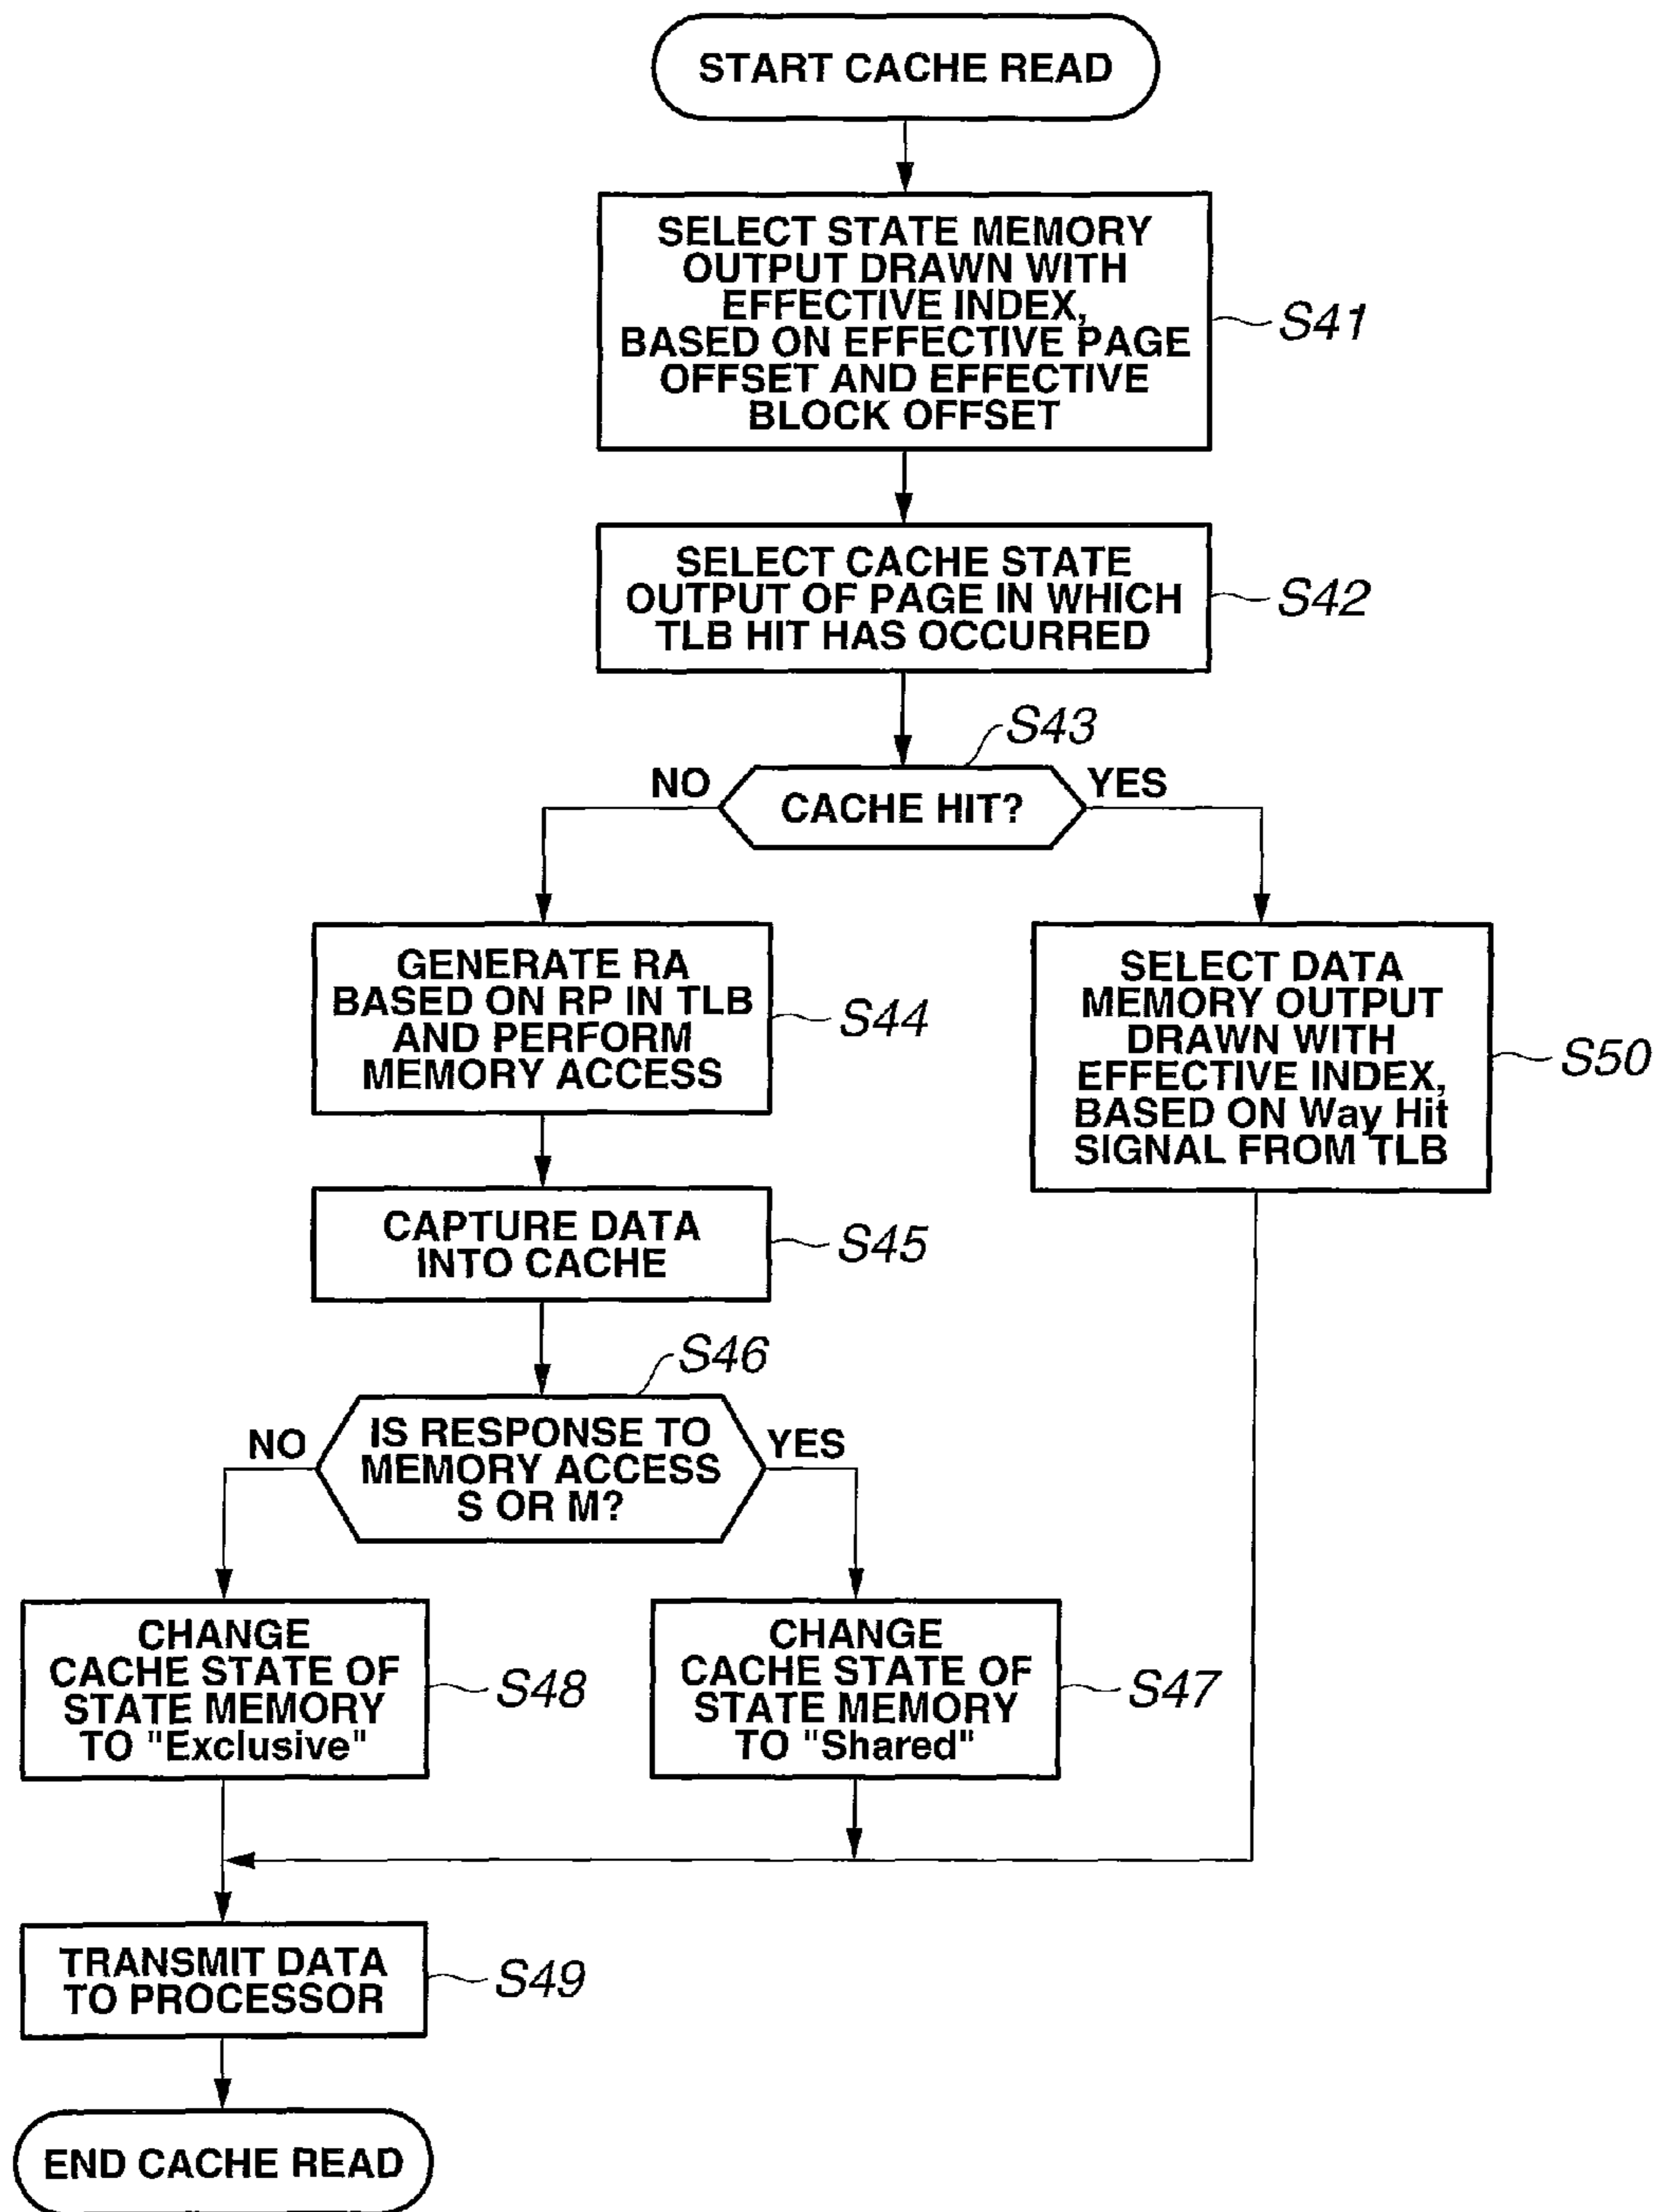 START CACHE READ
SELECT STATE MEMORY
OUTPUT DRAWN WITH
EFFECTIVE INDEX,
BASED ON EFFECTIVE PAGE
OFFSET AND EFFECTIVE
BLOCK OFFSET
S41
SELECT CACHE STATE
OUTPUT OF PAGE IN WHICH
TLB HIT HAS OCCURRED
S42
S43
NO
CACHE HIT?
YES
GENERATE RA
BASED ON RP IN TLB
AND PERFORM
MEMORY ACCESS
S44
SELECT DATA
MEMORY OUTPUT
DRAWN WITH
EFFECTIVE INDEX,
BASED ON Way Hit
SIGNAL FROM TLB
S50
CAPTURE DATA
INTO CACHE
S45
S46
NO
IS RESPONSE TO
MEMORY ACCESS
S OR M?
YES
CHANGE
CACHE STATE OF
STATE MEMORY
TO "Exclusive"
S48
CHANGE
CACHE STATE OF
STATE MEMORY
TO "Shared"
S47
TRANSMIT DATA
TO PROCESSOR
S49
END CACHE READ